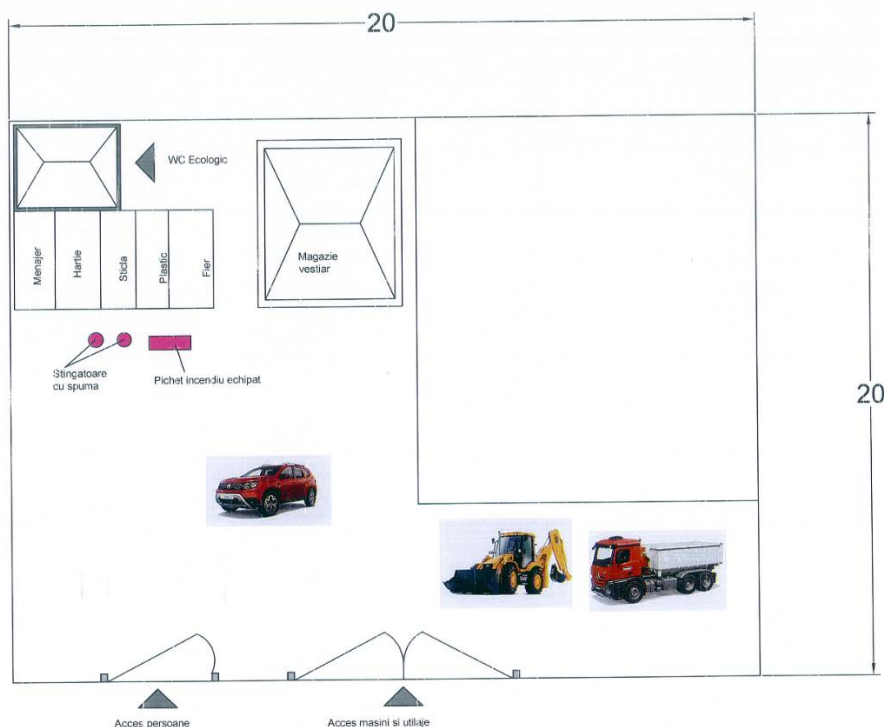 20
WC Ecologic
Menajer
Hartie
Sticla
Plastic
Fier
Magazie
vestiar
Stingatoare
cu spuma
Pichet incendiu echipat
20
Acces persoane
Acces masini si utilaje